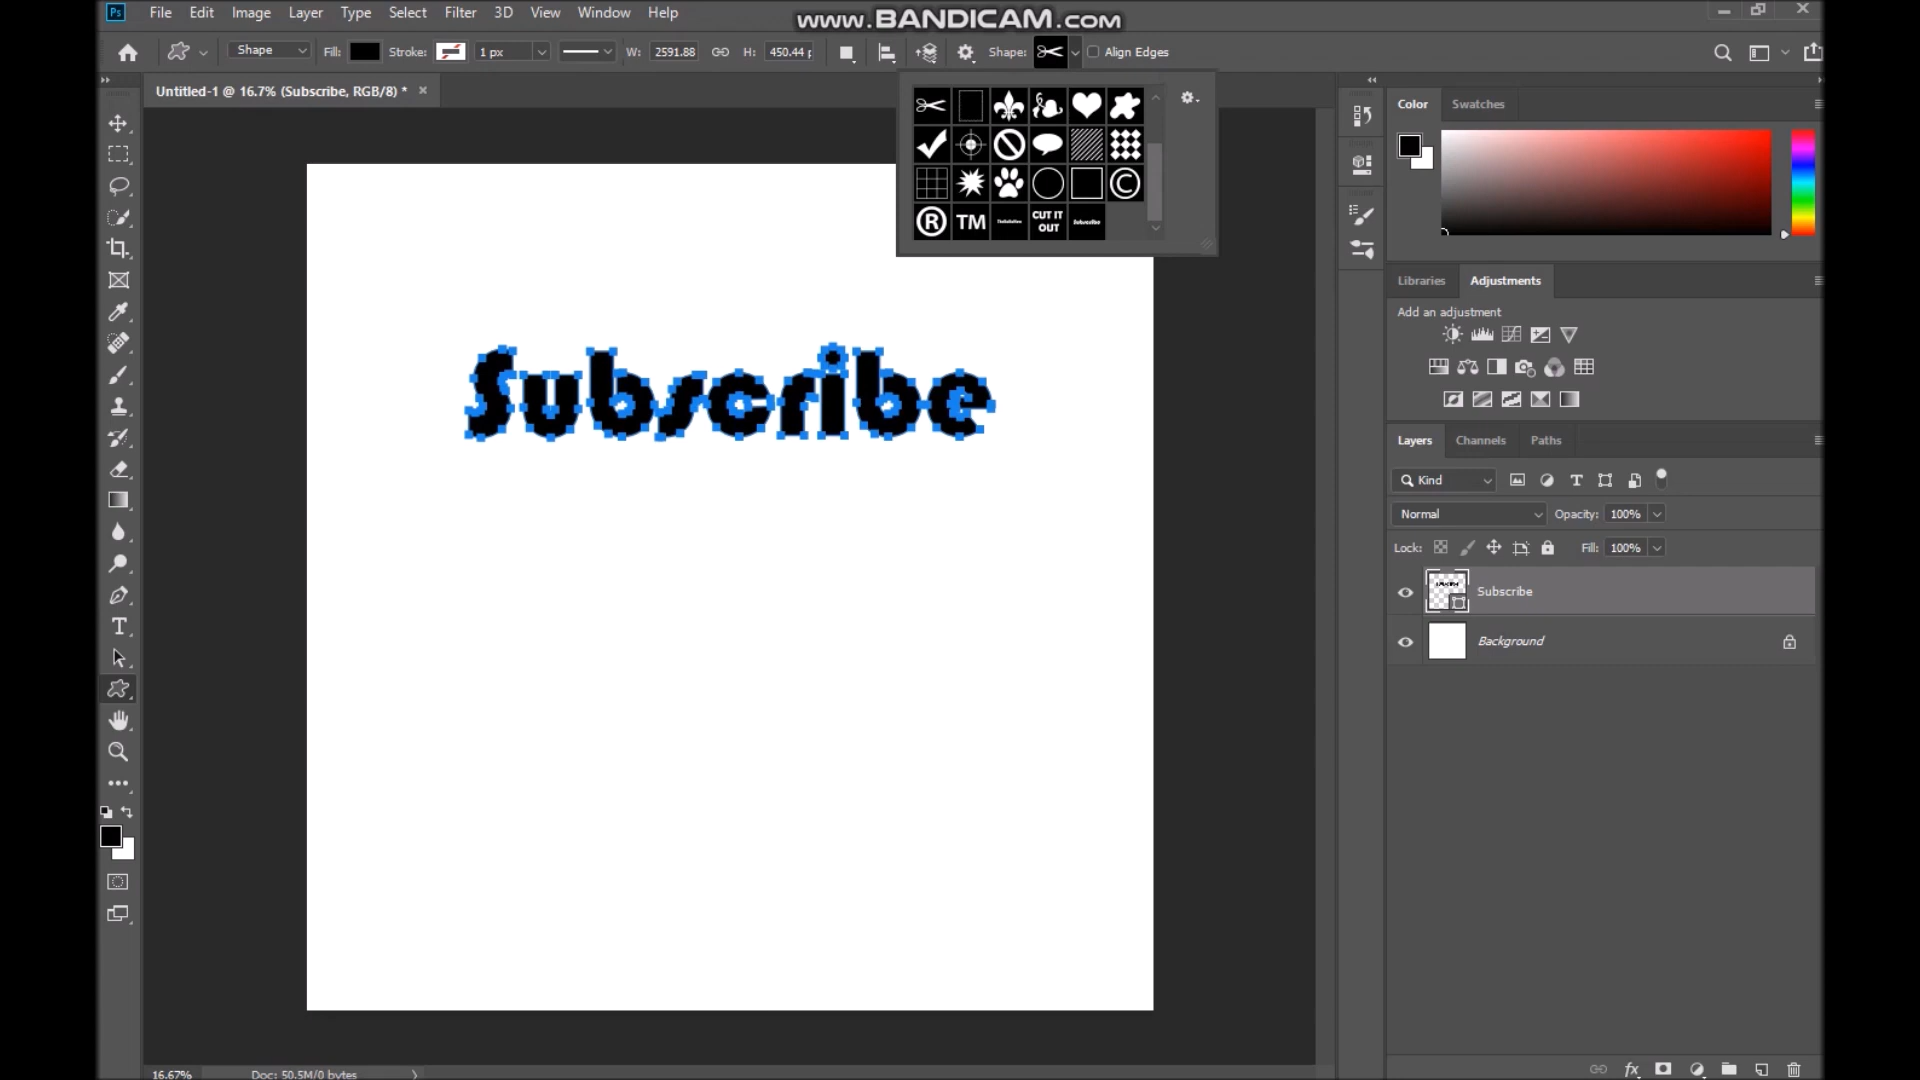 File Edit Image Layer Type Select Filter 3D View Window Help
www.BANDICAM.com
Shape Fill: Stroke: 1 px W: 2591.88 H: 450.44 p Shape: Align Edges
Untitled-1 @ 16.7% (Subscribe, RGB/8) *
CUT IT OUT
Subscribe
TM
Subscribe
Color Swatches
Libraries Adjustments
Add an adjustment
Layers Channels Paths
Kind
Normal Opacity: 100%
Lock: Fill: 100%
Subscribe
Background
16.67% Doc: 50.5M/0 bytes